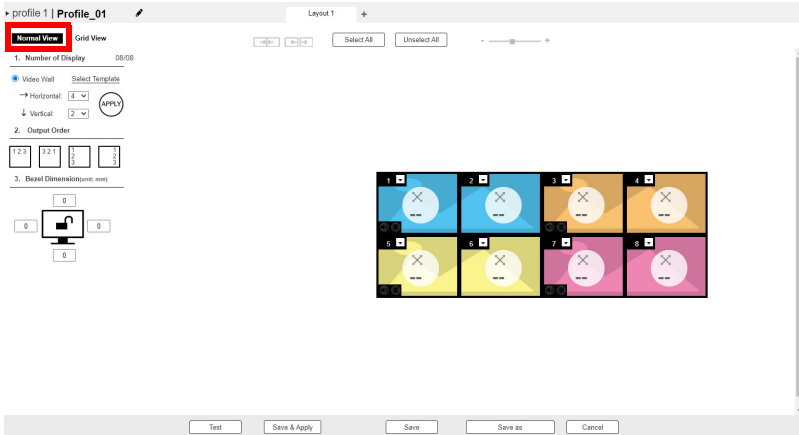 profile 1 | Profile_01
Layout 1 +
Normal View Grid View
Select All Unselect All - +
1. Number of Display 08/08
Video Wall Select Template
Horizontal: 4
APPLY
Vertical: 2
2. Output Order
1 2 3
3 2 1
1
2
3
1
2
3
3. Bezel Dimension(unit: mm)
0
0 0
0
1 2 3 4
-- -- -- --
5 6 7 8
-- -- -- --
Test Save & Apply Save Save as Cancel